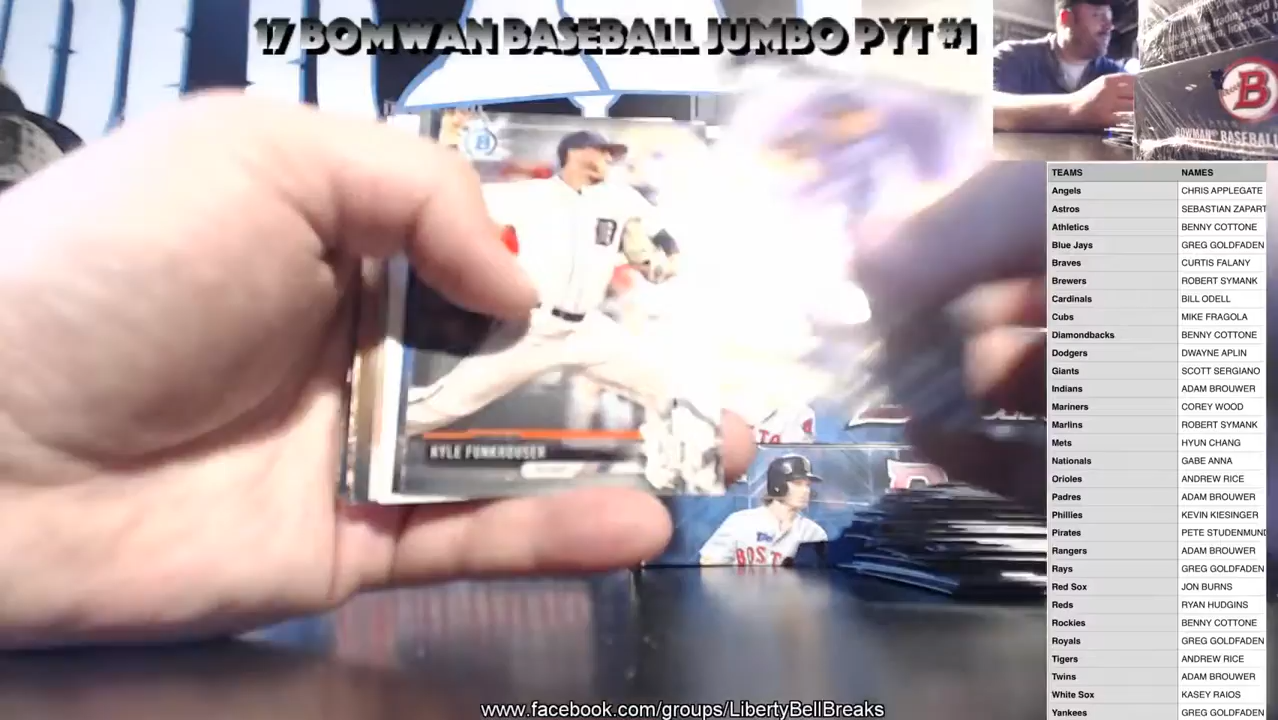 17 BOMWAN BASEBALL JUMBO PYT #1
B
BOWMAN BASEBALL
B
D
KYLE FUNKHOUSER
BOSTO
TEAMS NAMES
Angels CHRIS APPLEGATE
Astros SEBASTIAN ZAPART
Athletics BENNY COTTONE
Blue Jays GREG GOLDFADEN
Braves CURTIS FALANY
Brewers ROBERT SYMANK
Cardinals BILL ODELL
Cubs MIKE FRAGOLA
Diamondbacks BENNY COTTONE
Dodgers DWAYNE APLIN
Giants SCOTT SERGIANO
Indians ADAM BROUWER
Mariners COREY WOOD
Marlins ROBERT SYMANK
Mets HYUN CHANG
Nationals GABE ANNA
Orioles ANDREW RICE
Padres ADAM BROUWER
Phillies KEVIN KIESINGER
Pirates PETE STUDENMUND
Rangers ADAM BROUWER
Rays GREG GOLDFADEN
Red Sox JON BURNS
Reds RYAN HUDGINS
Rockies BENNY COTTONE
Royals GREG GOLDFADEN
Tigers ANDREW RICE
Twins ADAM BROUWER
White Sox KASEY RAIOS
Yankees GREG GOLDFADEN
www.facebook.com/groups/LibertyBellBreaks